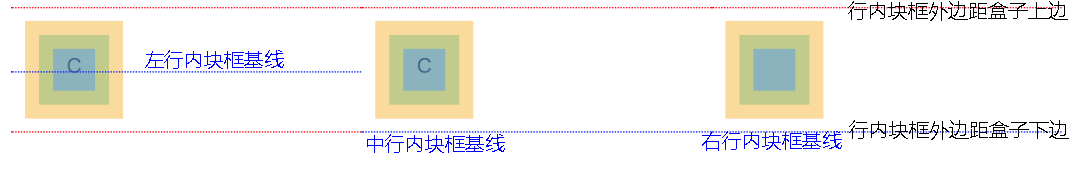 行内块框外边距盒子上边
左行内块框基线
C
C
行内块框外边距盒子下边
中行内块框基线
右行内块框基线